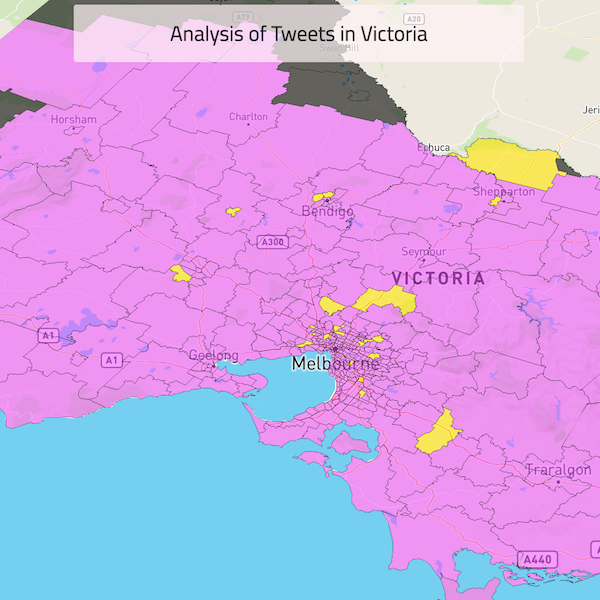 Analysis of Tweets in Victoria
A19
A20
Swan Hill
Jeri
Horsham
Charlton
Echuca
Shepparton
Bendigo
A300
Seymour
VICTORIA
A1
A1
Geelong
Melbourne
Traralgon
A440
A